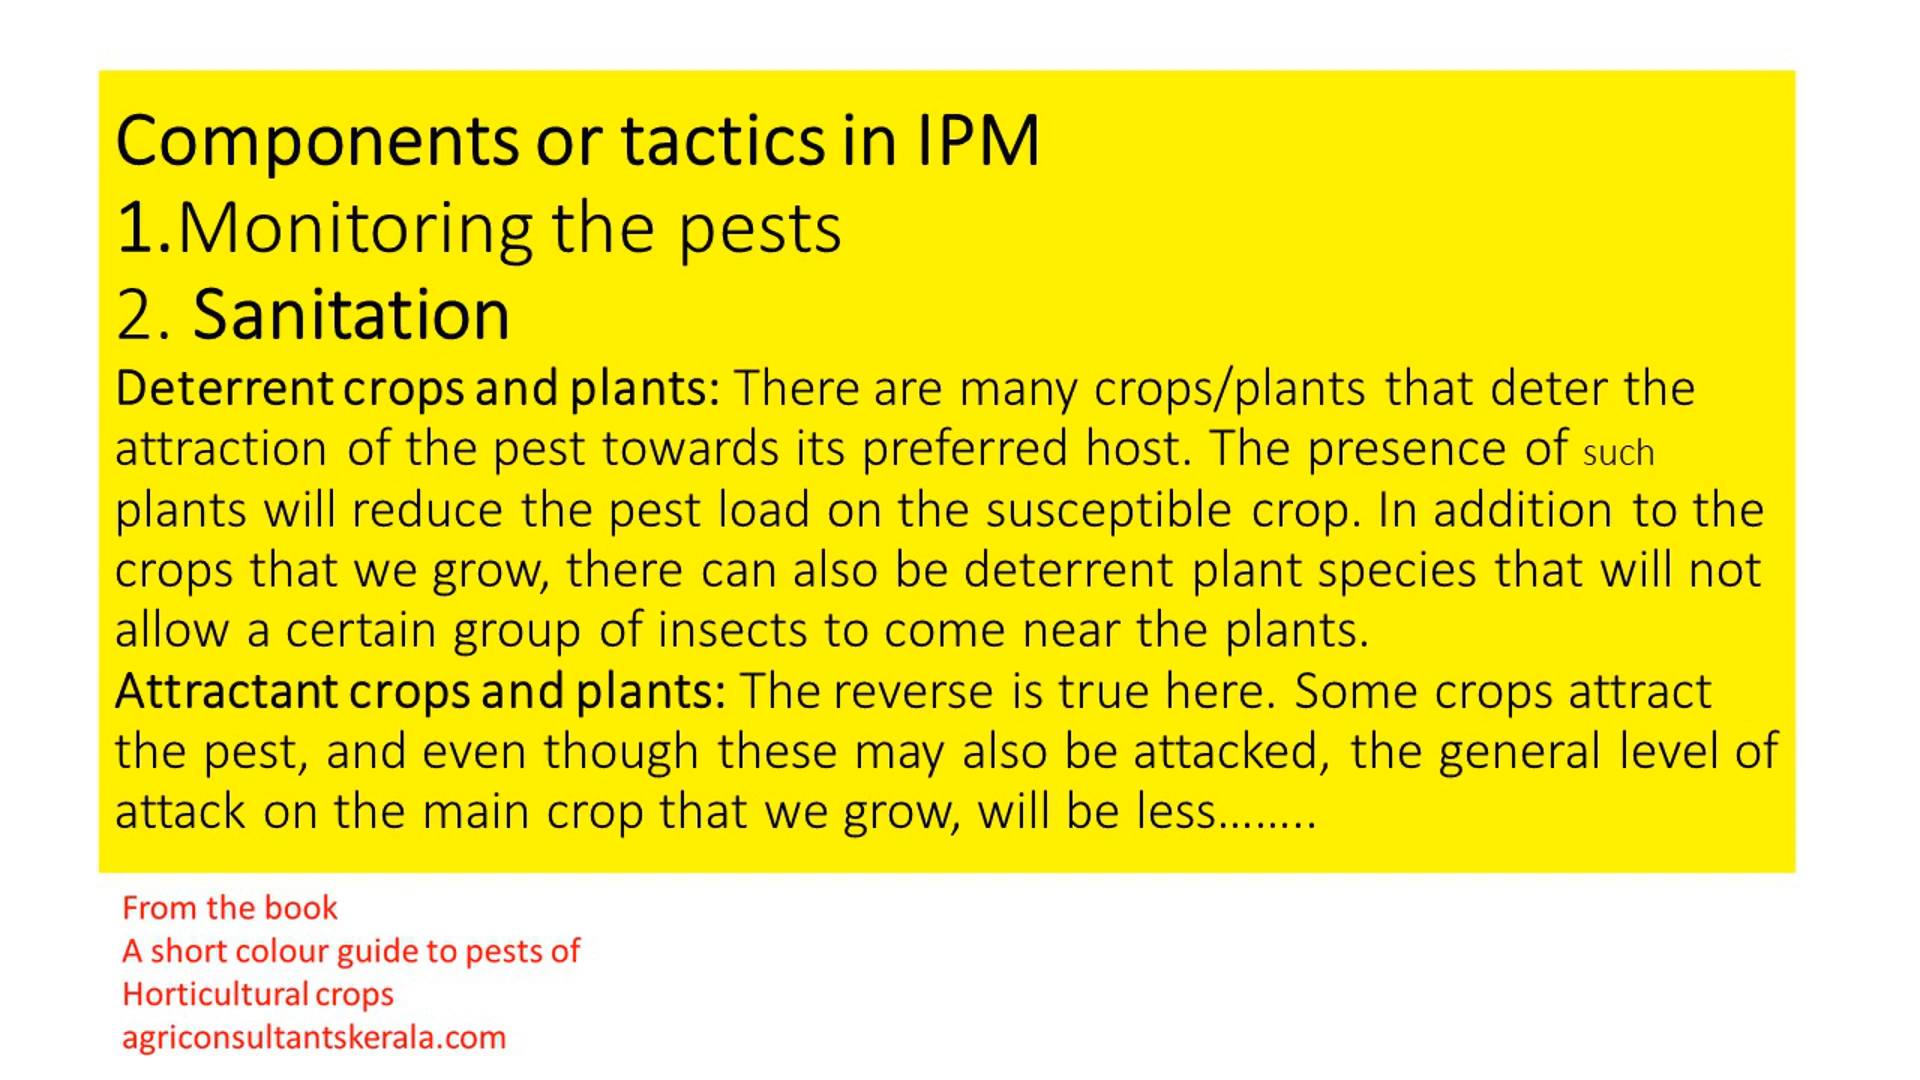 Components or tactics in IPM
1.Monitoring the pests
2. Sanitation
Deterrent crops and plants: There are many crops/plants that deter the
attraction of the pest towards its preferred host. The presence of such
plants will reduce the pest load on the susceptible crop. In addition to the
crops that we grow, there can also be deterrent plant species that will not
allow a certain group of insects to come near the plants.
Attractant crops and plants: The reverse is true here. Some crops attract
the pest, and even though these may also be attacked, the general level of
attack on the main crop that we grow, will be less........
From the book
A short colour guide to pests of
Horticultural crops
agriconsultantskerala.com